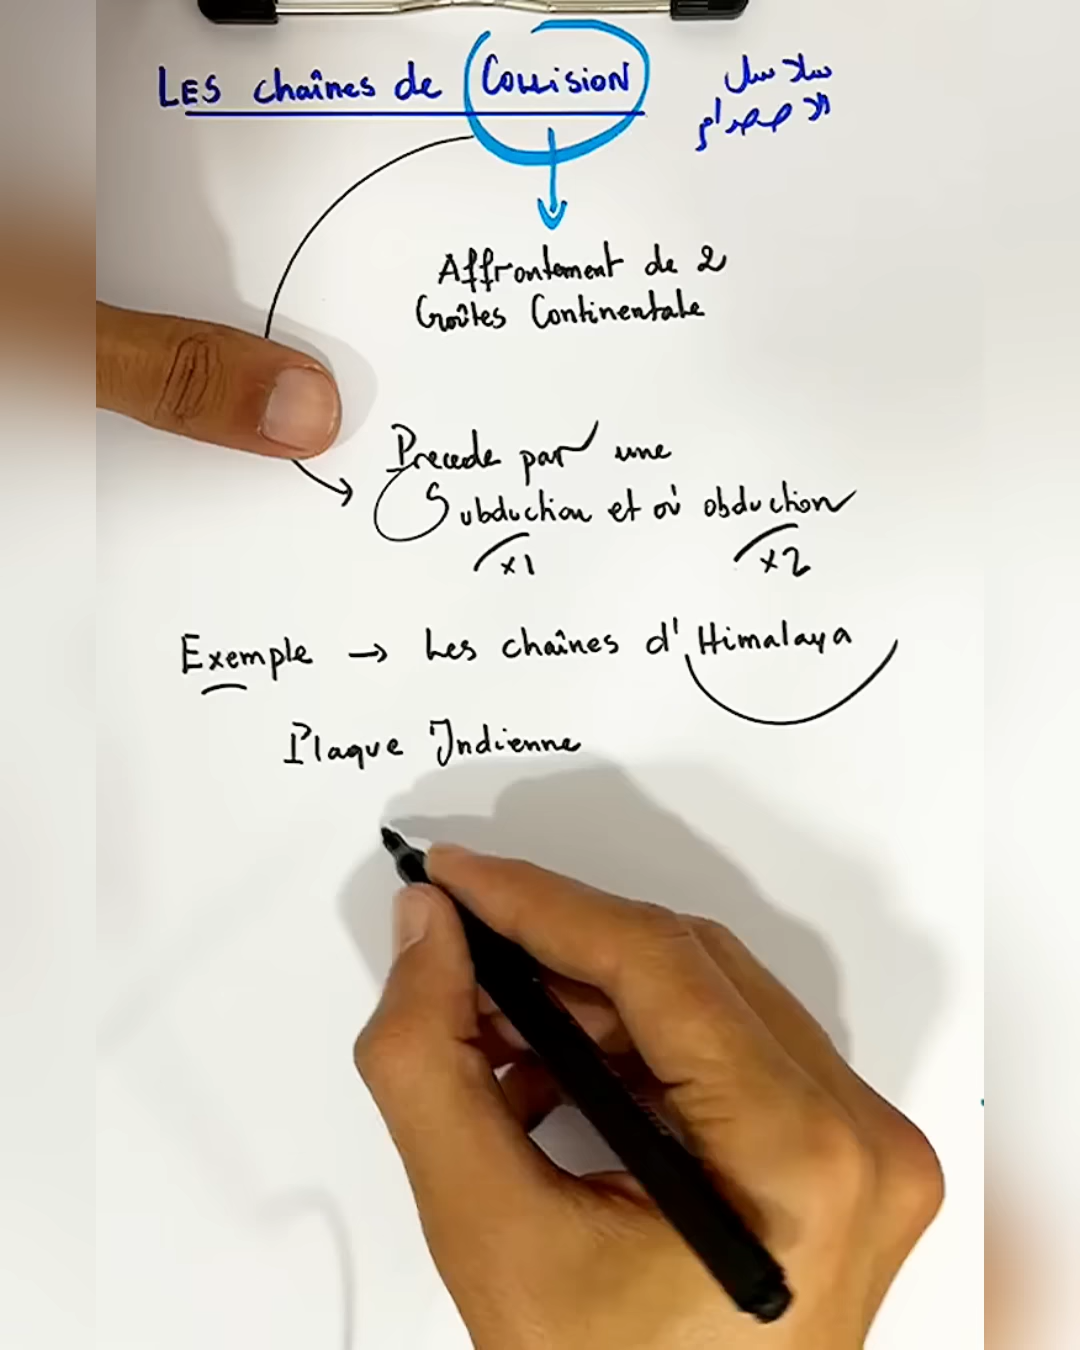 LES chaînes de Collision
سلاسل
الاصطدام
Affrontement de 2
Croûtes Continentale
Precede par une
Subduction et où obduction
x1 x2
Exemple → Les chaînes d'Himalaya
Plaque Indienne